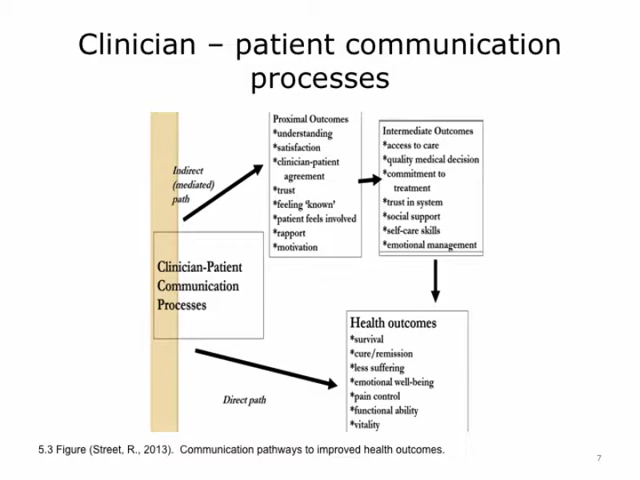 Clinician – patient communication
processes
Proximal Outcomes
*understanding
*satisfaction
*clinician-patient
agreement
*trust
*feeling ‘known’
*patient feels involved
*rapport
*motivation
Intermediate Outcomes
*access to care
*quality medical decision
*commitment to
treatment
*trust in system
*social support
*self-care skills
*emotional management
Indirect
(mediated)
path
Clinician-Patient
Communication
Processes
Health outcomes
*survival
*cure/remission
*less suffering
*emotional well-being
*pain control
*functional ability
*vitality
Direct path
5.3 Figure (Street, R., 2013). Communication pathways to improved health outcomes.
7